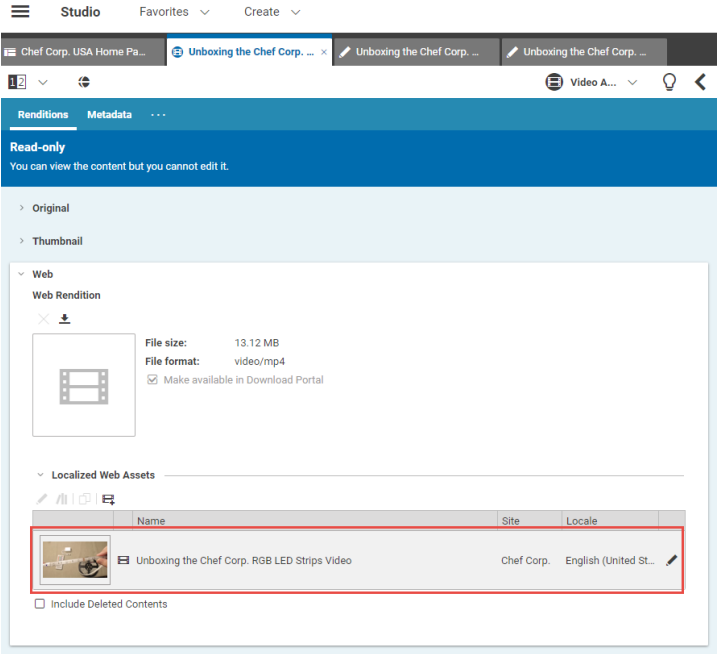 Studio Favorites Create
Chef Corp. USA Home Pa... Unboxing the Chef Corp. ... × Unboxing the Chef Corp. ... Unboxing the Chef Corp. ...
12 Video A...
Renditions Metadata ...
Read-only
You can view the content but you cannot edit it.
Original
Thumbnail
Web
Web Rendition
File size: 13.12 MB
File format: video/mp4
Make available in Download Portal
Localized Web Assets
Name Site Locale
Unboxing the Chef Corp. RGB LED Strips Video Chef Corp. English (United St...
Include Deleted Contents